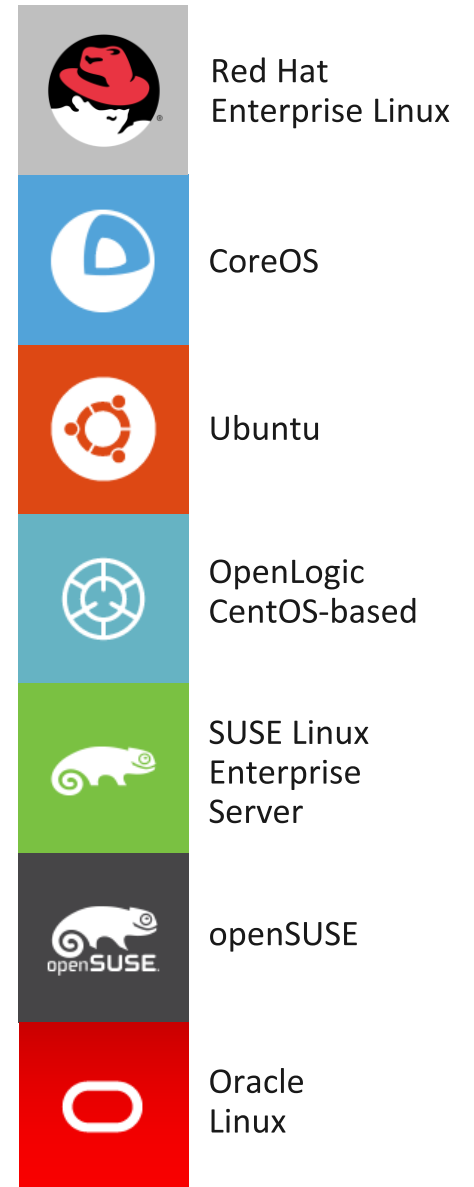 Red Hat
Enterprise Linux
®
CoreOS
Ubuntu
OpenLogic
CentOS-based
SUSE Linux
Enterprise
Server
openSUSE
openSUSE.
Oracle
Linux